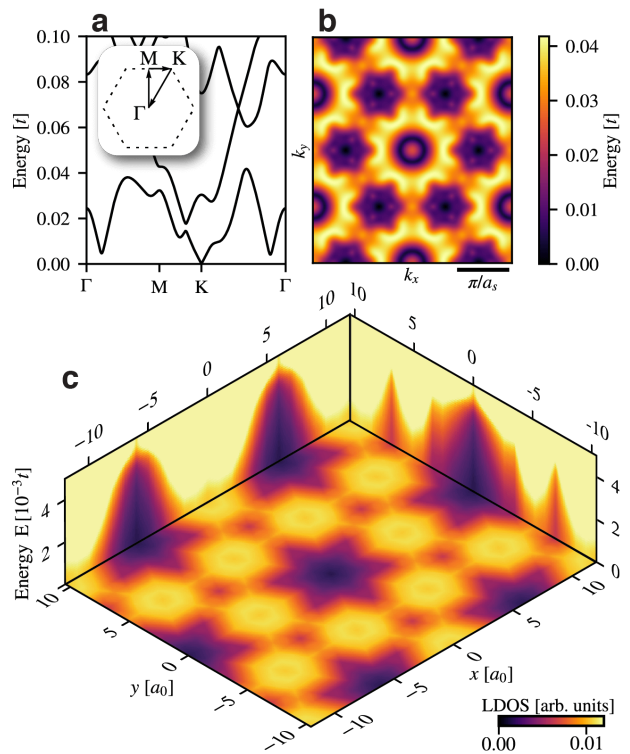 a
b
0.10
0.08
0.06
0.04
0.02
0.00
Energy [t]
M K
Γ
Γ M K Γ
k_y
k_x
π/a_s
0.04
0.03
0.02
0.01
0.00
Energy [t]
c
-10 -5 0 5 10
10 5 0 -5 -10
Energy E [10⁻³t]
4
2
4
2
0
10 5 0 −5 −10
y [a₀]
−10 −5 0 5 10
x [a₀]
LDOS [arb. units]
0.00 0.01